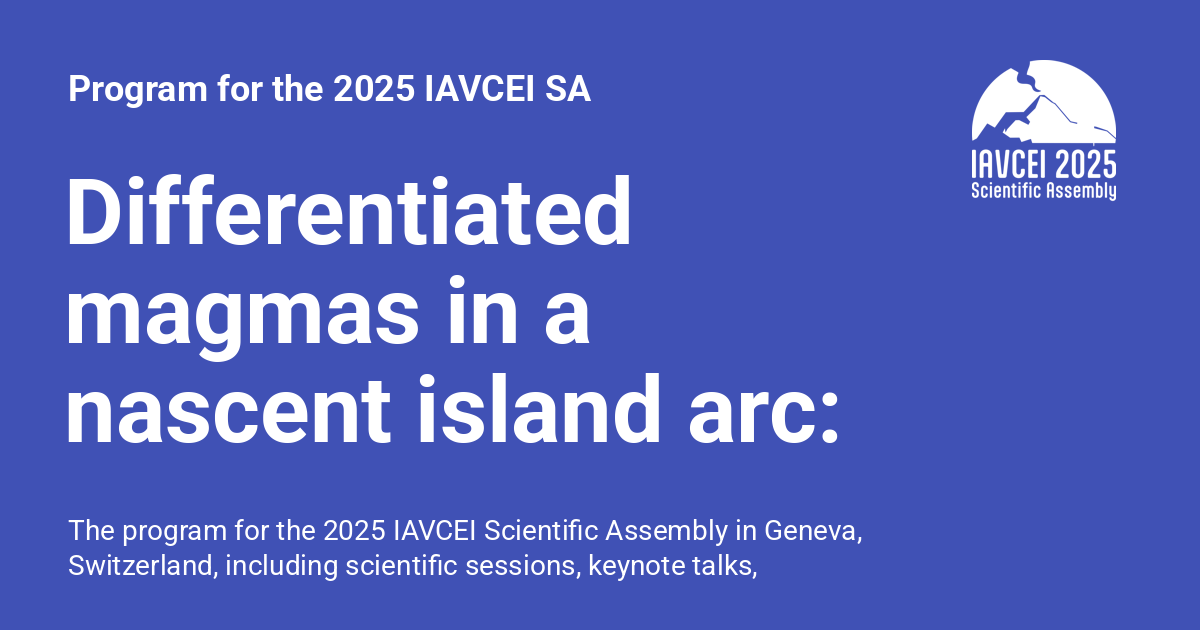 Program for the 2025 IAVCEI SA
IAVCEI 2025
Scientific Assembly
Differentiated
magmas in a
nascent island arc:
The program for the 2025 IAVCEI Scientific Assembly in Geneva,
Switzerland, including scientific sessions, keynote talks,